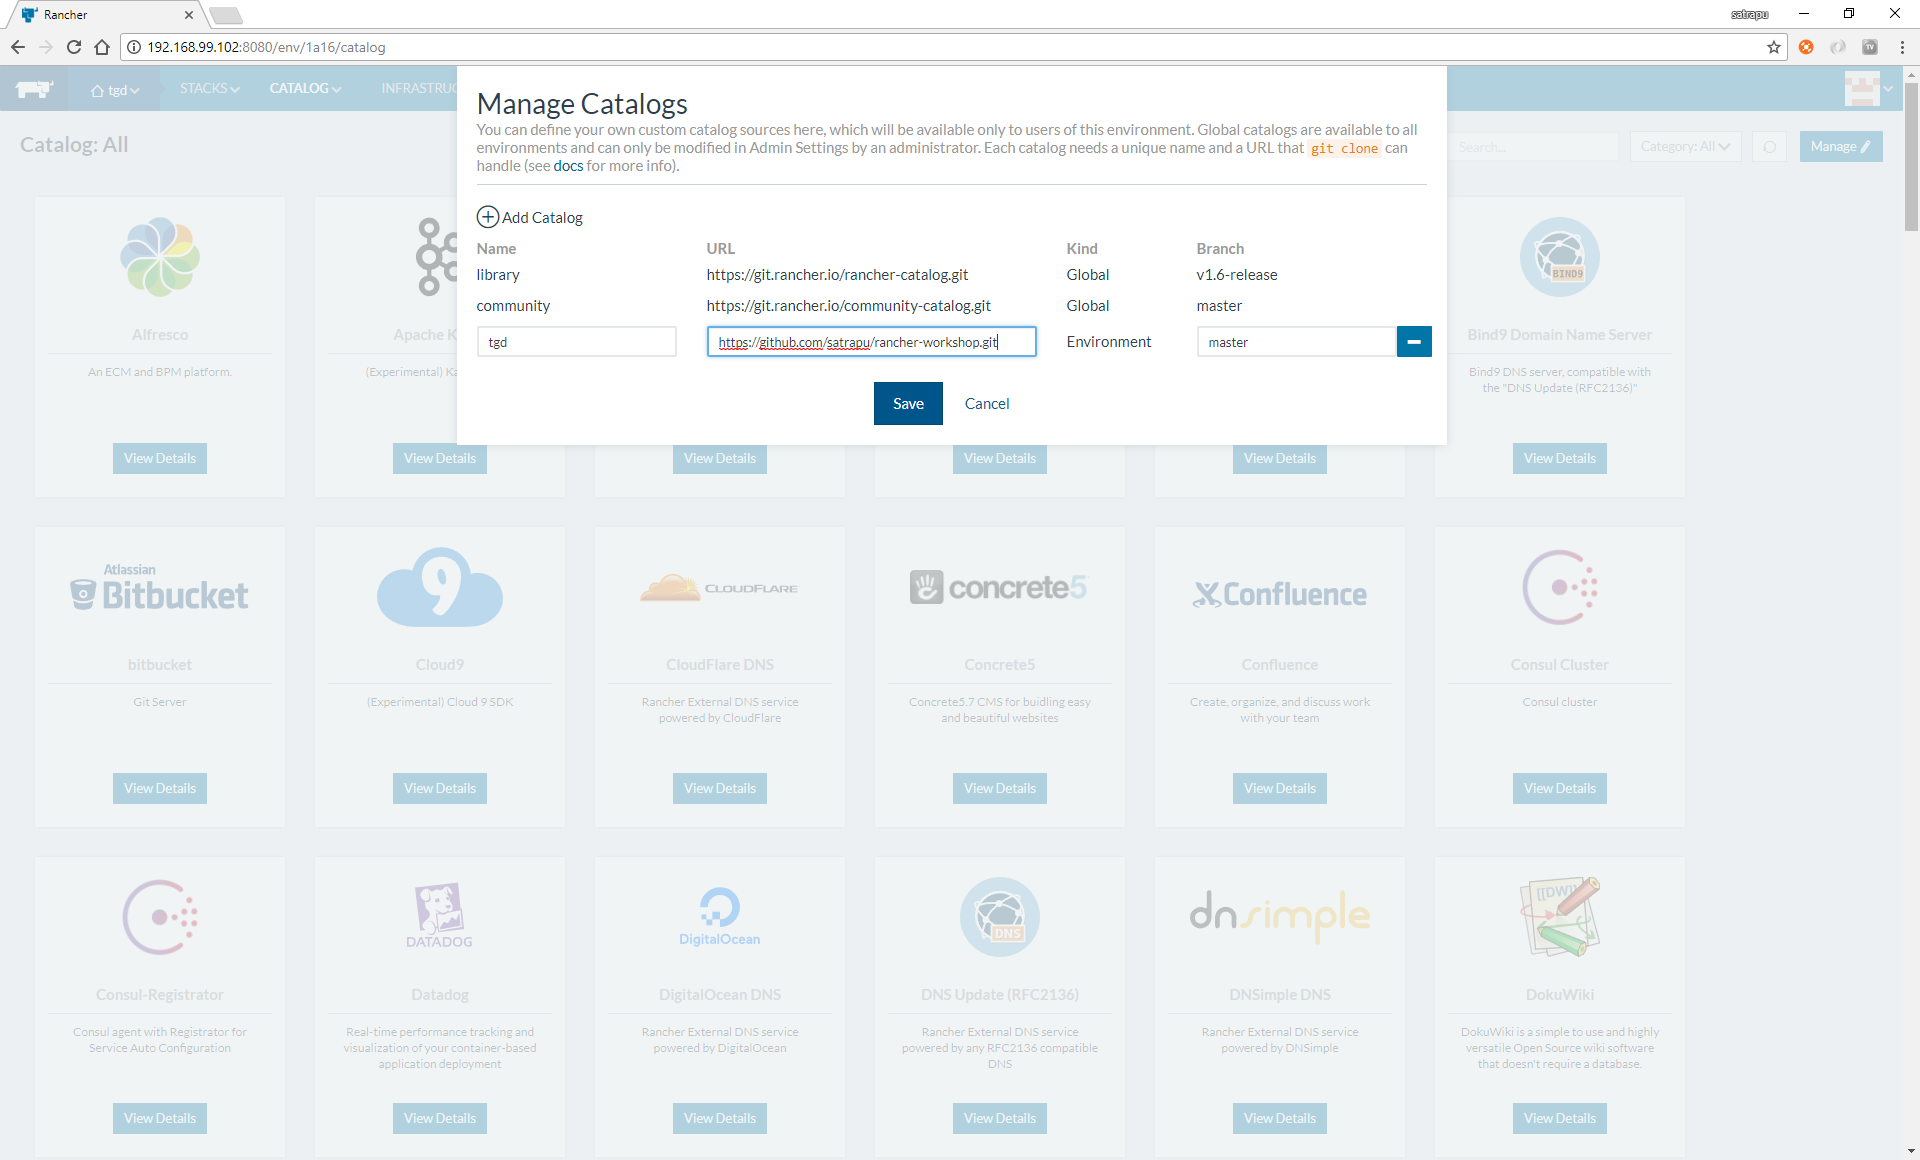 Rancher
satrapu
192.168.99.102:8080/env/1a16/catalog
TV
tgd
STACKS
CATALOG
INFRASTRUC
Manage Catalogs
You can define your own custom catalog sources here, which will be available only to users of this environment. Global catalogs are available to all
environments and can only be modified in Admin Settings by an administrator. Each catalog needs a unique name and a URL that git clone can
handle (see docs for more info).
Catalog: All
Search...
Category: All
Manage
Add Catalog
Name URL Kind Branch
library https://git.rancher.io/rancher-catalog.git Global v1.6-release
community https://git.rancher.io/community-catalog.git Global master
tgd https://github.com/satrapu/rancher-workshop.git Environment master
Save Cancel
Alfresco
An ECM and BPM platform.
View Details
Apache K
(Experimental) Ka
View Details
View Details
View Details
View Details
BIND9
Bind9 Domain Name Server
Bind9 DNS server, compatible with
the "DNS Update (RFC2136)"
View Details
Atlassian
Bitbucket
bitbucket
Git Server
View Details
9
Cloud9
(Experimental) Cloud 9 SDK
View Details
CLOUDFLARE
CloudFlare DNS
Rancher External DNS service
powered by CloudFlare
View Details
concrete5
Concrete5
Concrete5.7 CMS for buidling easy
and beautiful websites
View Details
Confluence
Confluence
Create, organize, and discuss work
with your team
View Details
Consul Cluster
Consul cluster
View Details
Consul-Registrator
Consul agent with Registrator for
Service Auto Configuration
View Details
DATADOG
Datadog
Real-time performance tracking and
visualization of your container-based
application deployment
View Details
DigitalOcean
DigitalOcean DNS
Rancher External DNS service
powered by DigitalOcean
View Details
DNS
DNS Update (RFC2136)
Rancher External DNS service
powered by any RFC2136 compatible
DNS
View Details
dnsimple
DNSimple DNS
Rancher External DNS service
powered by DNSimple
View Details
[[DW]]
DokuWiki
DokuWiki is a simple to use and highly
versatile Open Source wiki software
that doesn't require a database.
View Details